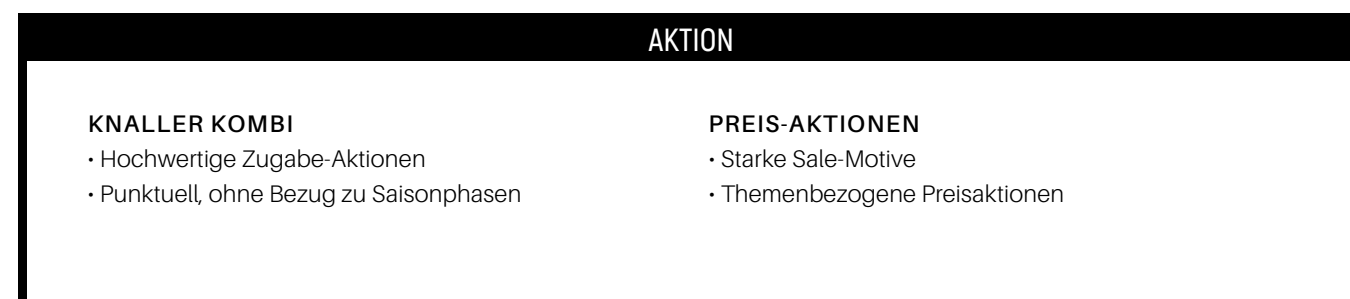 AKTION
KNALLER KOMBI
• Hochwertige Zugabe-Aktionen
• Punktuell, ohne Bezug zu Saisonphasen
PREIS-AKTIONEN
• Starke Sale-Motive
• Themenbezogene Preisaktionen